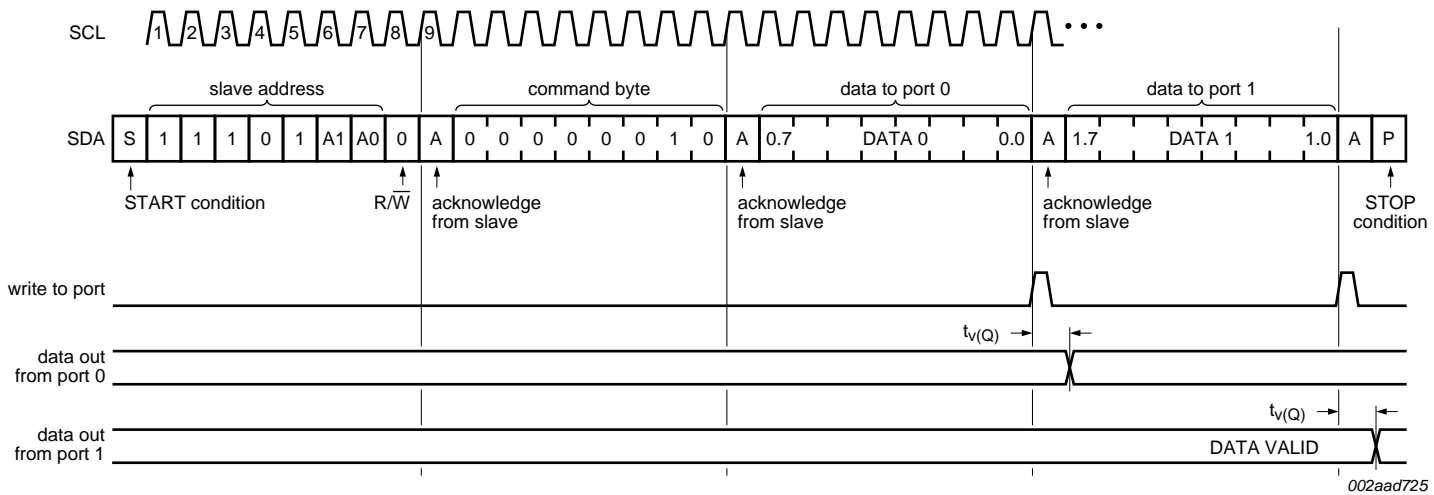 SCL 1 2 3 4 5 6 7 8 9
slave address command byte data to port 0 data to port 1
SDA S 1 1 1 0 1 A1 A0 0 A 0 0 0 0 0 0 1 0 A 0.7 DATA 0 0.0 A 1.7 DATA 1 1.0 A P
START condition R/W̅ acknowledge acknowledge acknowledge STOP
from slave from slave from slave condition
write to port
tv(Q)
data out
from port 0
tv(Q)
data out
from port 1 DATA VALID
002aad725